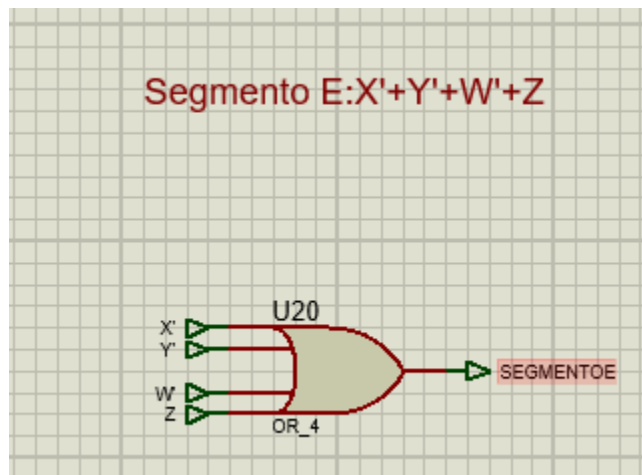 Segmento E:X'+Y'+W'+Z
U20
X'
Y'
W'
Z
SEGMENTOE
OR_4